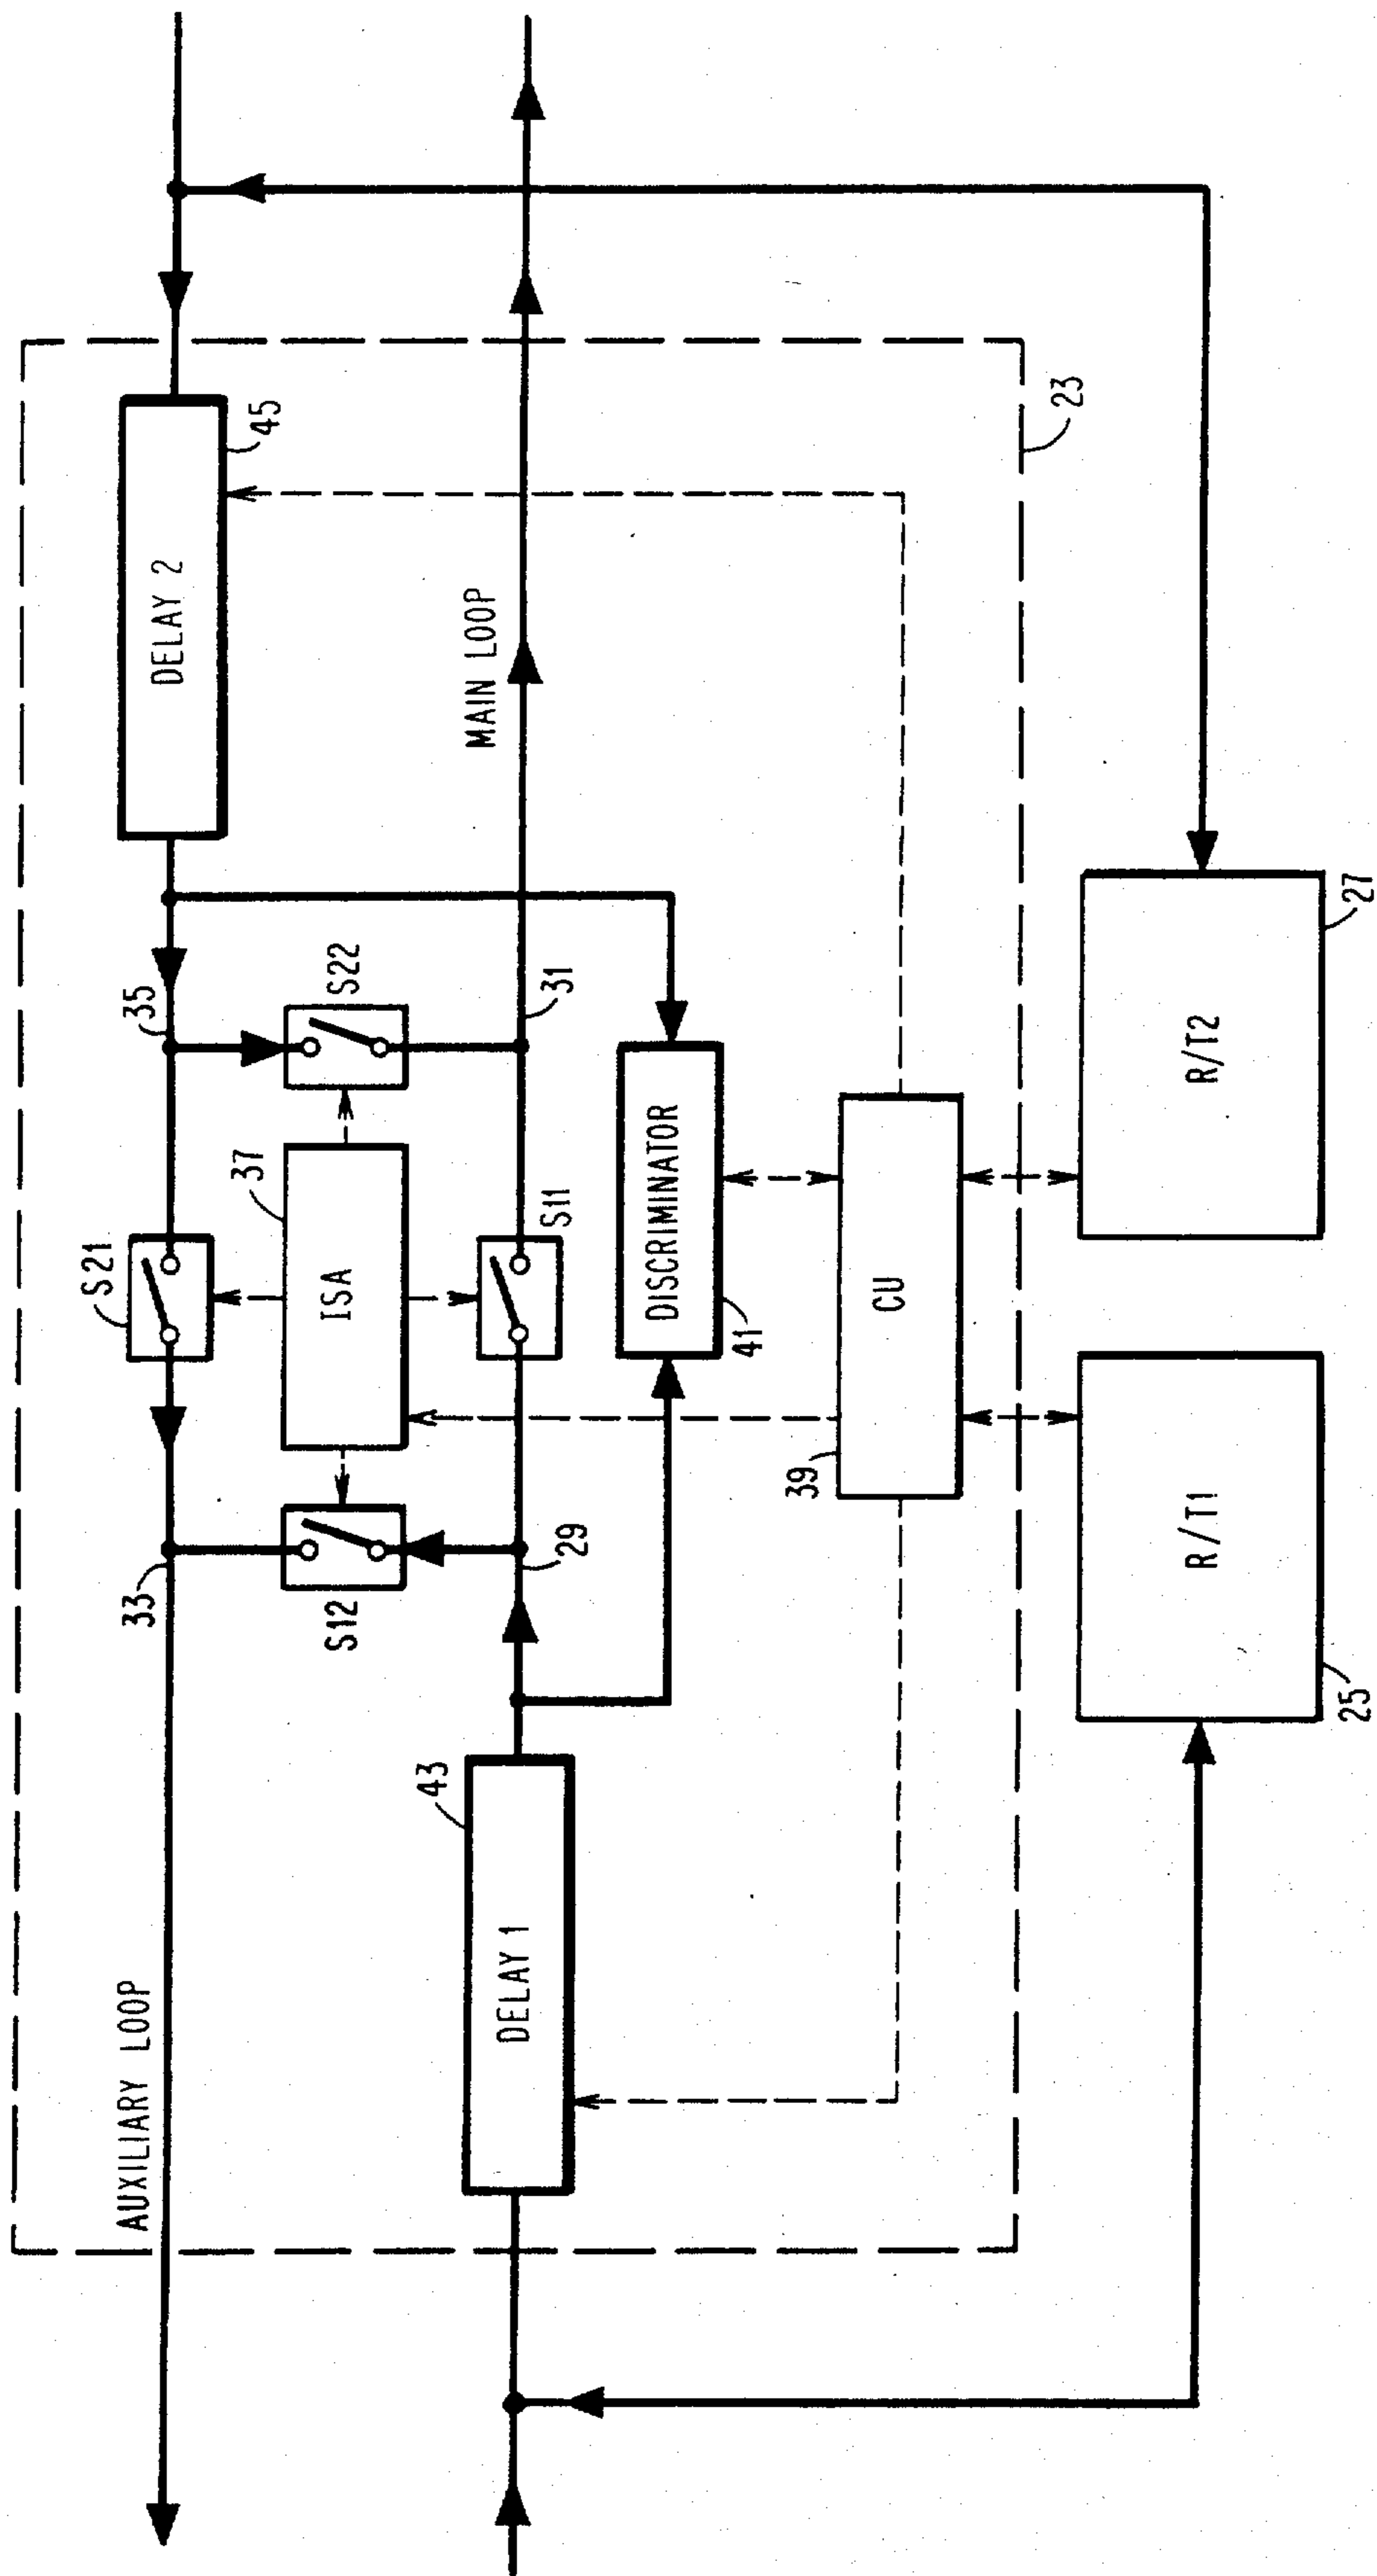 AUXILIARY LOOP
33
S21
35
DELAY 2
45
S12
37
ISA
S22
43
DELAY 1
29
S11
31
MAIN LOOP
41
DISCRIMINATOR
39
CU
23
25
R/T1
R/T2
27